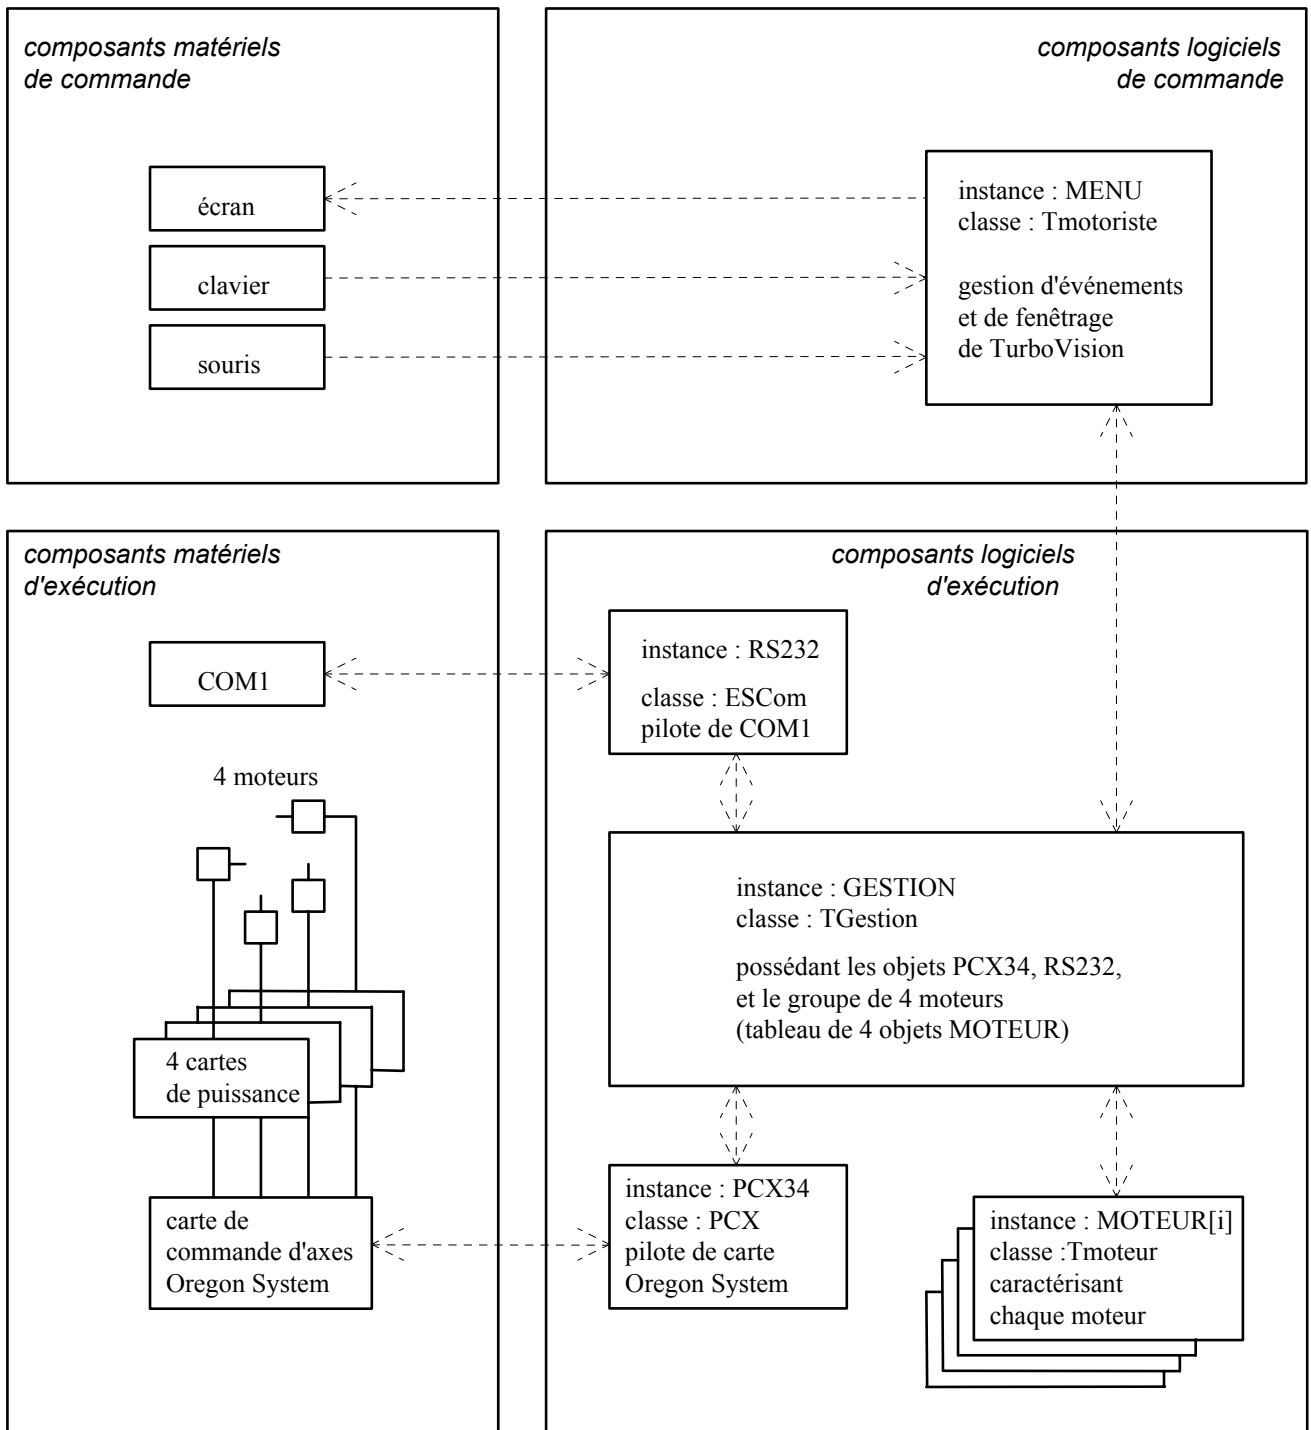 composants matériels
de commande
composants logiciels
de commande
écran
clavier
souris
instance : MENU
classe : Tmotoriste
gestion d'événements
et de fenêtrage
de TurboVision
composants matériels
d'exécution
composants logiciels
d'exécution
COM1
instance : RS232
classe : ESCom
pilote de COM1
4 moteurs
instance : GESTION
classe : TGestion
possédant les objets PCX34, RS232,
et le groupe de 4 moteurs
(tableau de 4 objets MOTEUR)
4 cartes
de puissance
carte de
commande d'axes
Oregon System
instance : PCX34
classe : PCX
pilote de carte
Oregon System
instance : MOTEUR[i]
classe :Tmoteur
caractérisant
chaque moteur